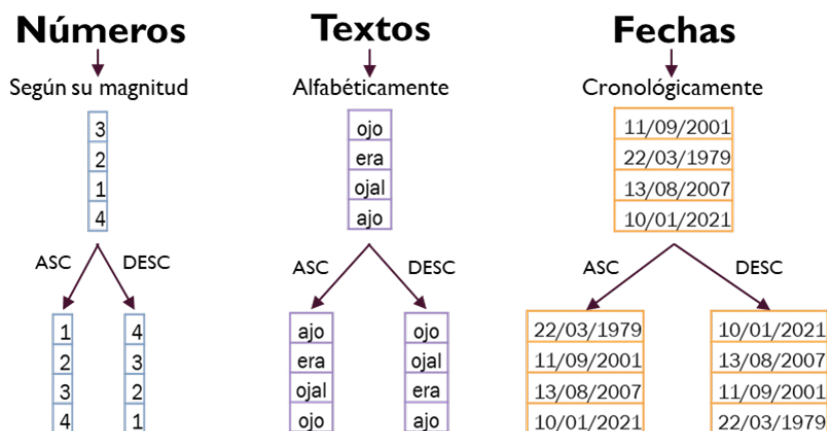 Números
Según su magnitud
3
2
1
4
ASC DESC
1
2
3
4
4
3
2
1
Textos
Alfabéticamente
ojo
era
ojal
ajo
ASC DESC
ajo
era
ojal
ojo
ojo
ojal
era
ajo
Fechas
Cronológicamente
11/09/2001
22/03/1979
13/08/2007
10/01/2021
ASC DESC
22/03/1979
11/09/2001
13/08/2007
10/01/2021
10/01/2021
13/08/2007
11/09/2001
22/03/1979